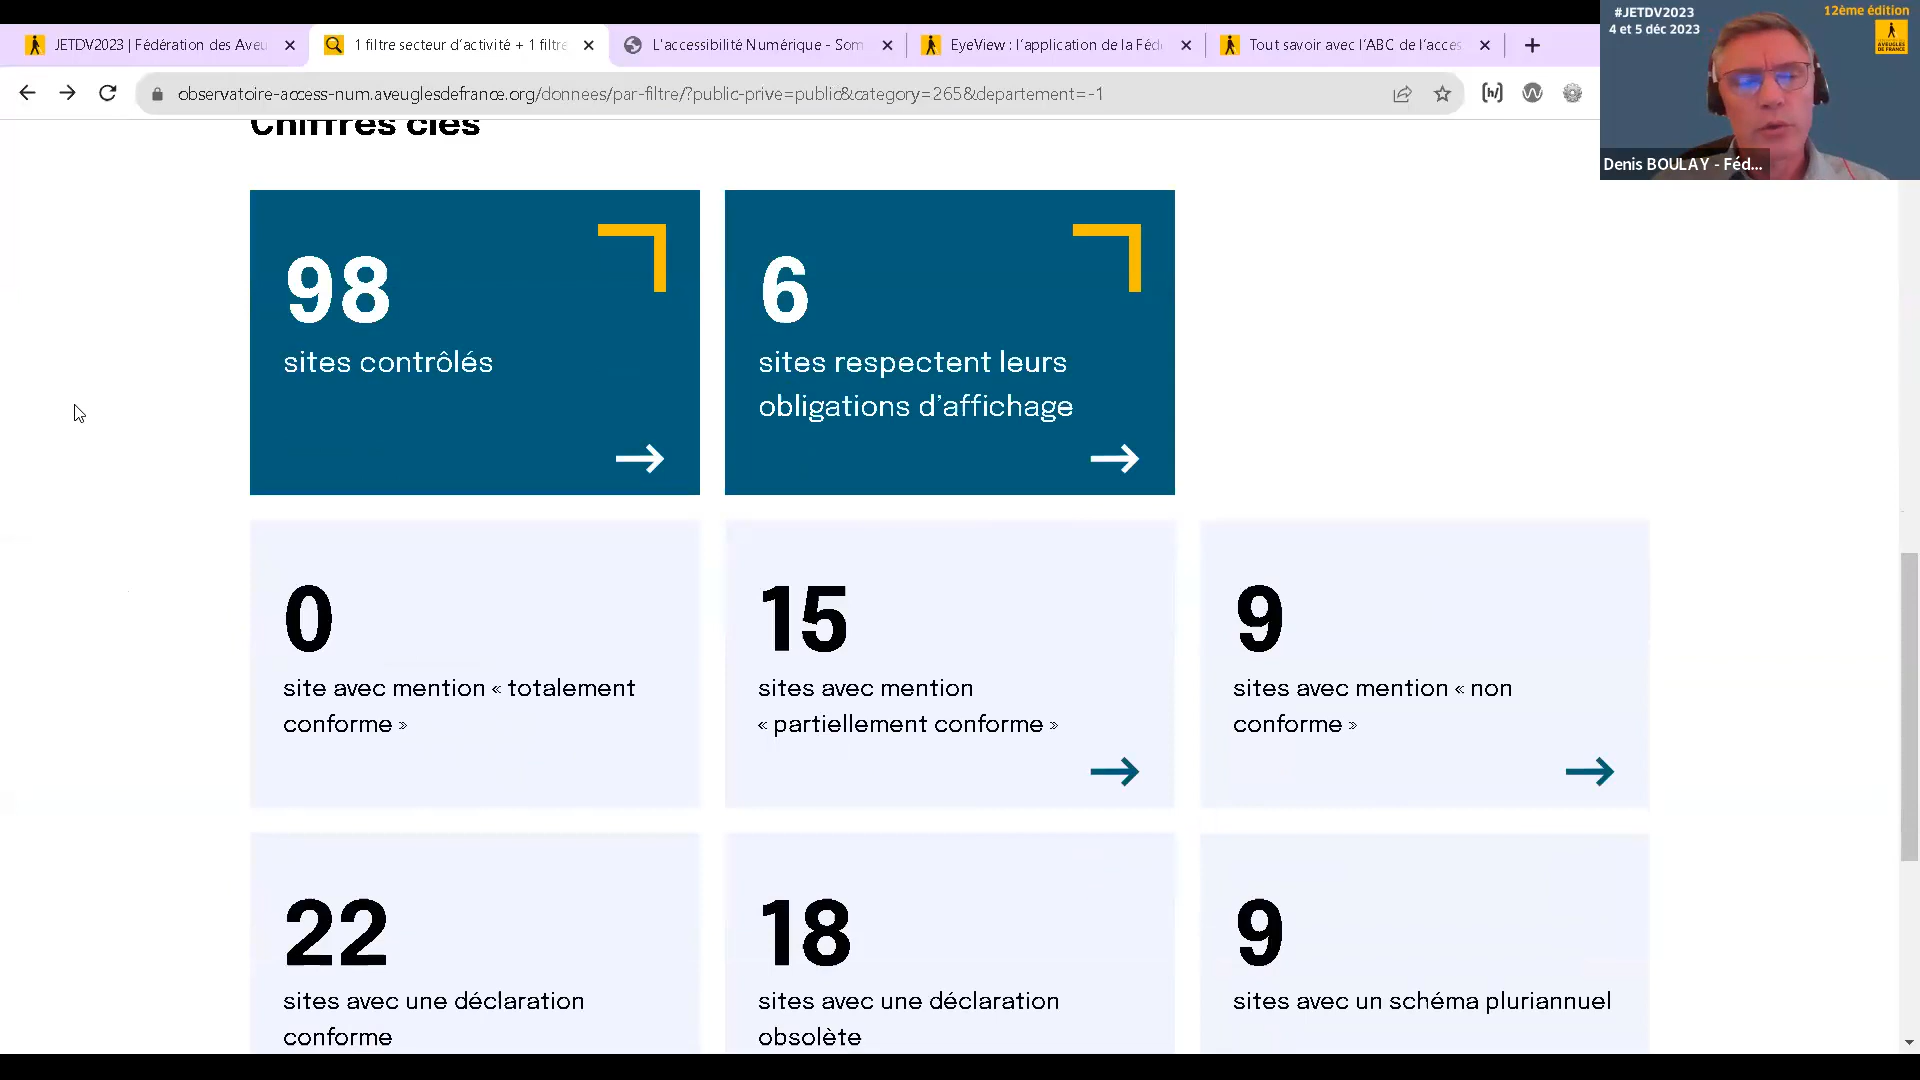 JETDV2023 | Fédération des Aveu
1 filtre secteur d'activité + 1 filtre
L'accessibilité Numérique - Som
EyeView : l'application de la Féd
Tout savoir avec l'ABC de l'acces
#JETDV2023
4 et 5 déc 2023
12ème édition
AVEUGLES
DE FRANCE
observatoire-access-num.aveuglesdefrance.org/donnees/par-filtre/?public-prive=public&category=265&departement=-1
Denis BOULAY - Féd...
Chiffres clés
98
sites contrôlés
6
sites respectent leurs
obligations d'affichage
0
site avec mention « totalement
conforme »
15
sites avec mention
« partiellement conforme »
9
sites avec mention « non
conforme »
22
sites avec une déclaration
conforme
18
sites avec une déclaration
obsolète
9
sites avec un schéma pluriannuel